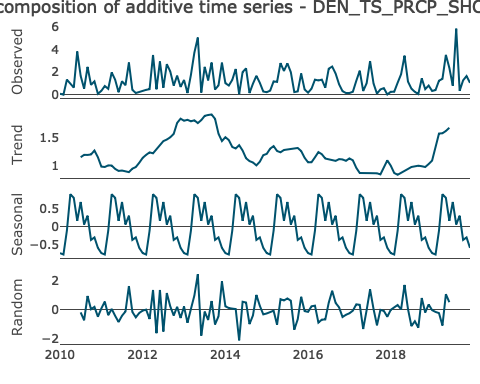 composition of additive time series - DEN_TS_PRCP_SHO
Observed
6
4
2
0
Trend
1.5
1
Seasonal
0.5
0
−0.5
Random
2
0
−2
2010 2012 2014 2016 2018